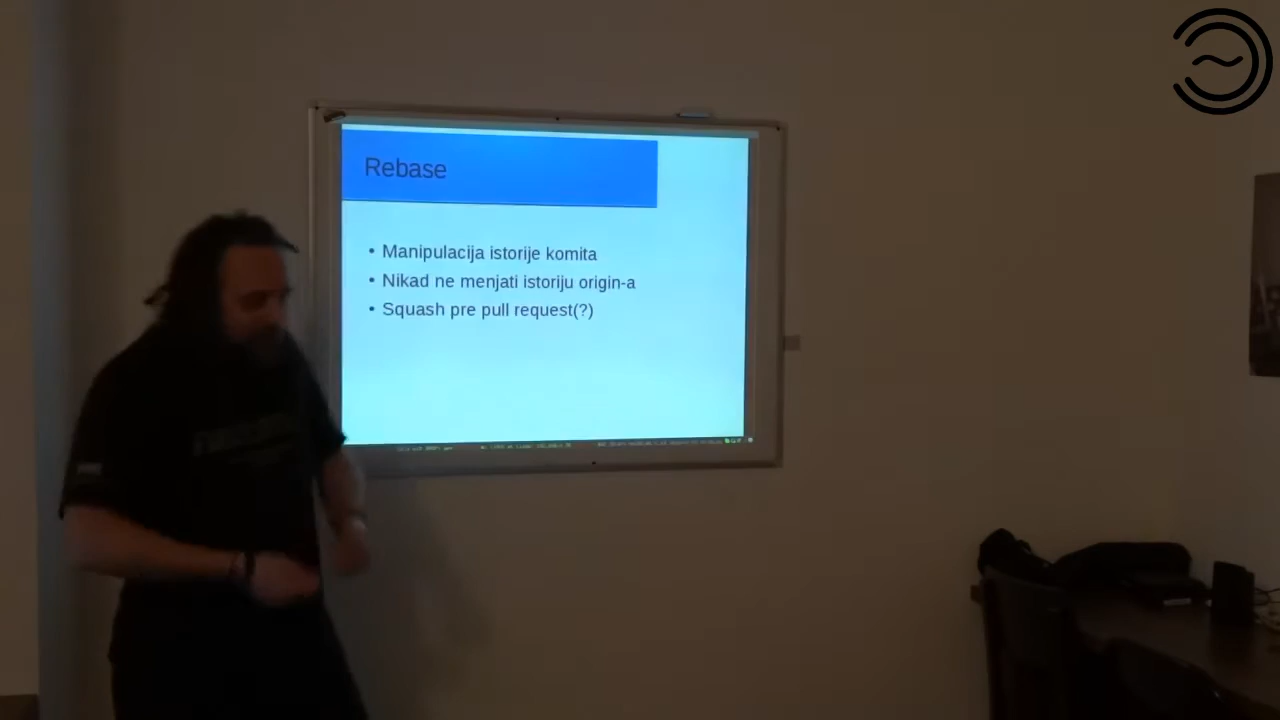 Rebase
• Manipulacija istorije komita
• Nikad ne menjati istoriju origin-a
• Squash pre pull request(?)